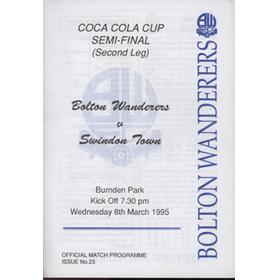 COCA COLA CUP
SEMI-FINAL
(Second Leg)
Bolton Wanderers
v
Swindon Town
Burnden Park
Kick Off 7.30 pm
Wednesday 8th March 1995
OFFICIAL MATCH PROGRAMME
ISSUE No.23
BOLTON WANDERERS